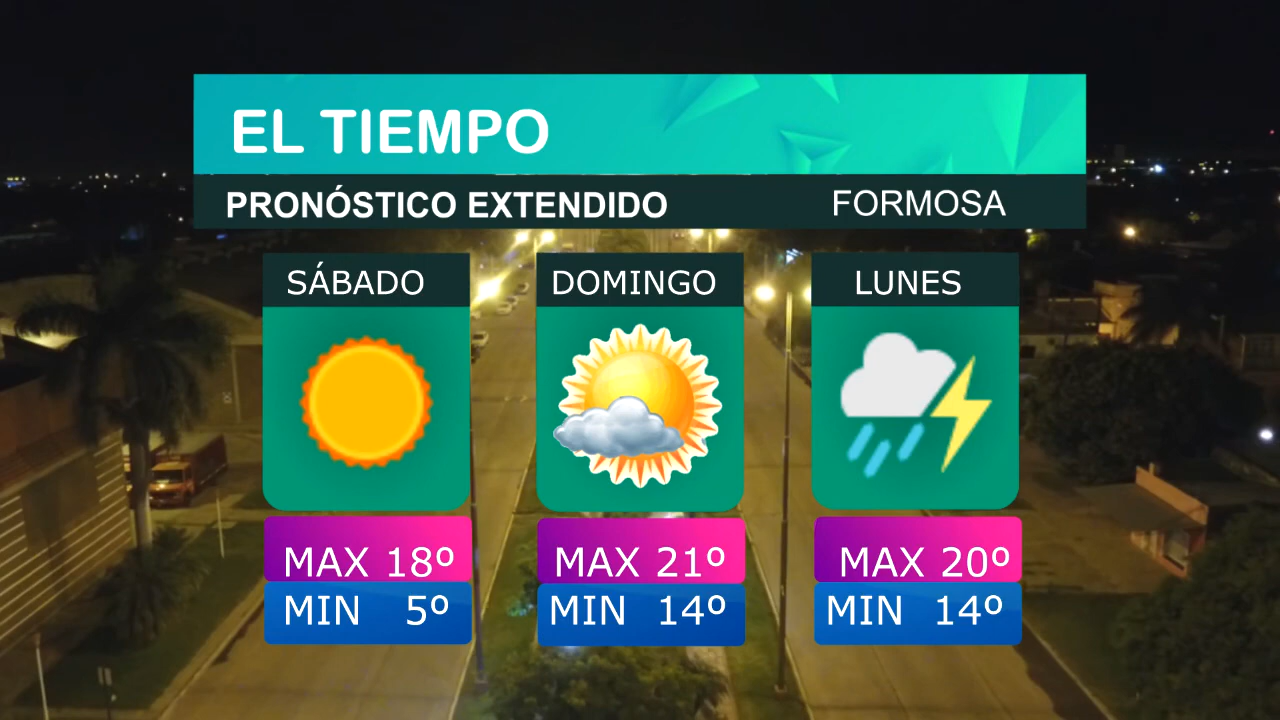 EL TIEMPO
PRONÓSTICO EXTENDIDO FORMOSA
SÁBADO DOMINGO LUNES
MAX 18º MAX 21º MAX 20º
MIN 5º MIN 14º MIN 14º